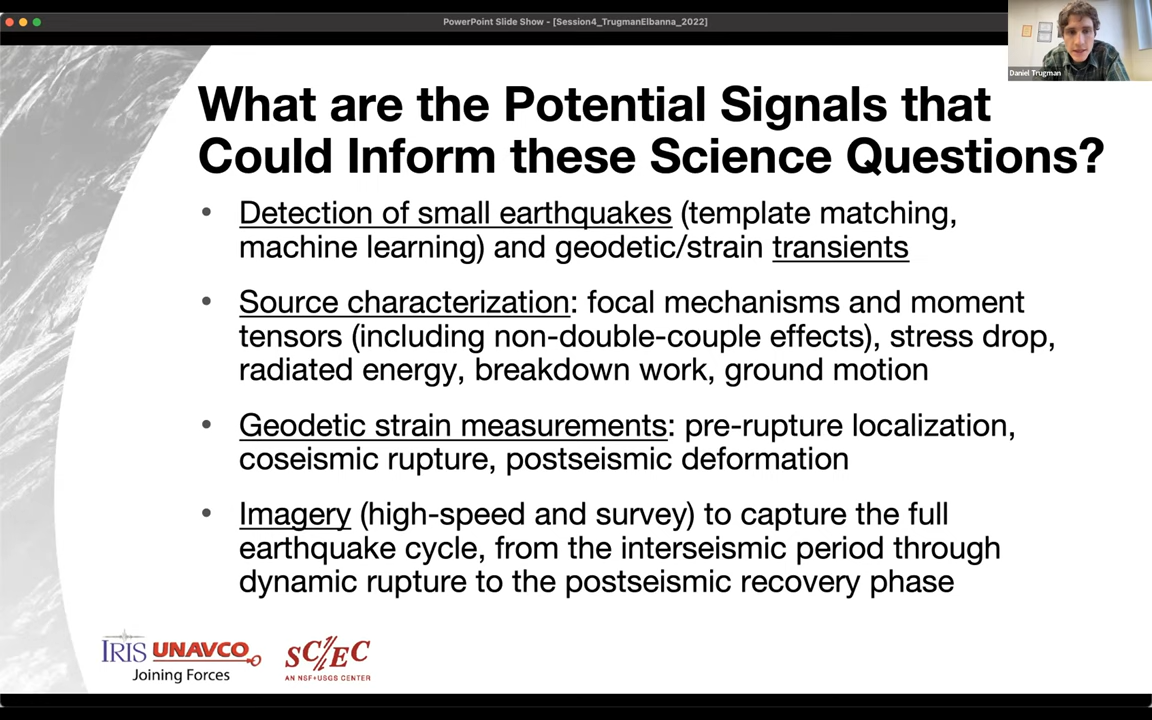 PowerPoint Slide Show - [Session4_TrugmanElbanna_2022]
Daniel Trugman
What are the Potential Signals that
Could Inform these Science Questions?
• Detection of small earthquakes (template matching,
machine learning) and geodetic/strain transients
• Source characterization: focal mechanisms and moment
tensors (including non-double-couple effects), stress drop,
radiated energy, breakdown work, ground motion
• Geodetic strain measurements: pre-rupture localization,
coseismic rupture, postseismic deformation
• Imagery (high-speed and survey) to capture the full
earthquake cycle, from the interseismic period through
dynamic rupture to the postseismic recovery phase
IRIS UNAVCO
Joining Forces
SC/EC
AN NSF+USGS CENTER